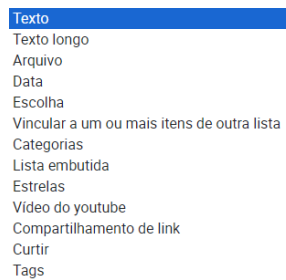 Texto
Texto longo
Arquivo
Data
Escolha
Vincular a um ou mais itens de outra lista
Categorias
Lista embutida
Estrelas
Vídeo do youtube
Compartilhamento de link
Curtir
Tags